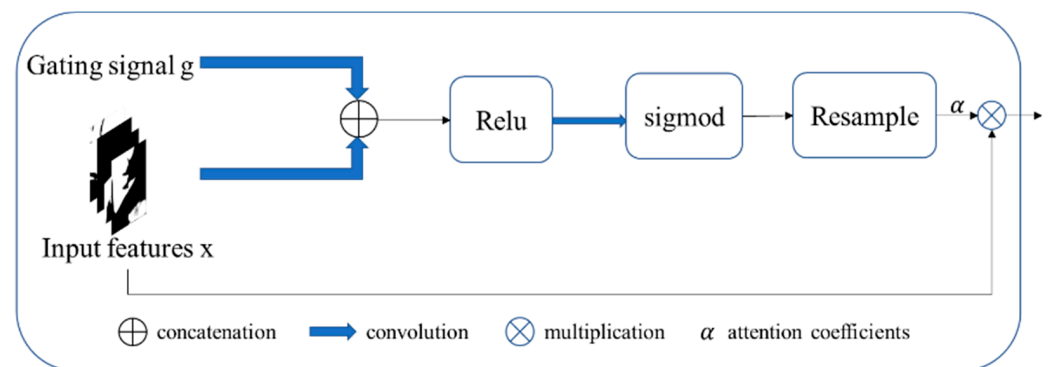 Gating signal g
Relu
sigmod
Resample
α
Input features x
concatenation
convolution
multiplication
α attention coefficients